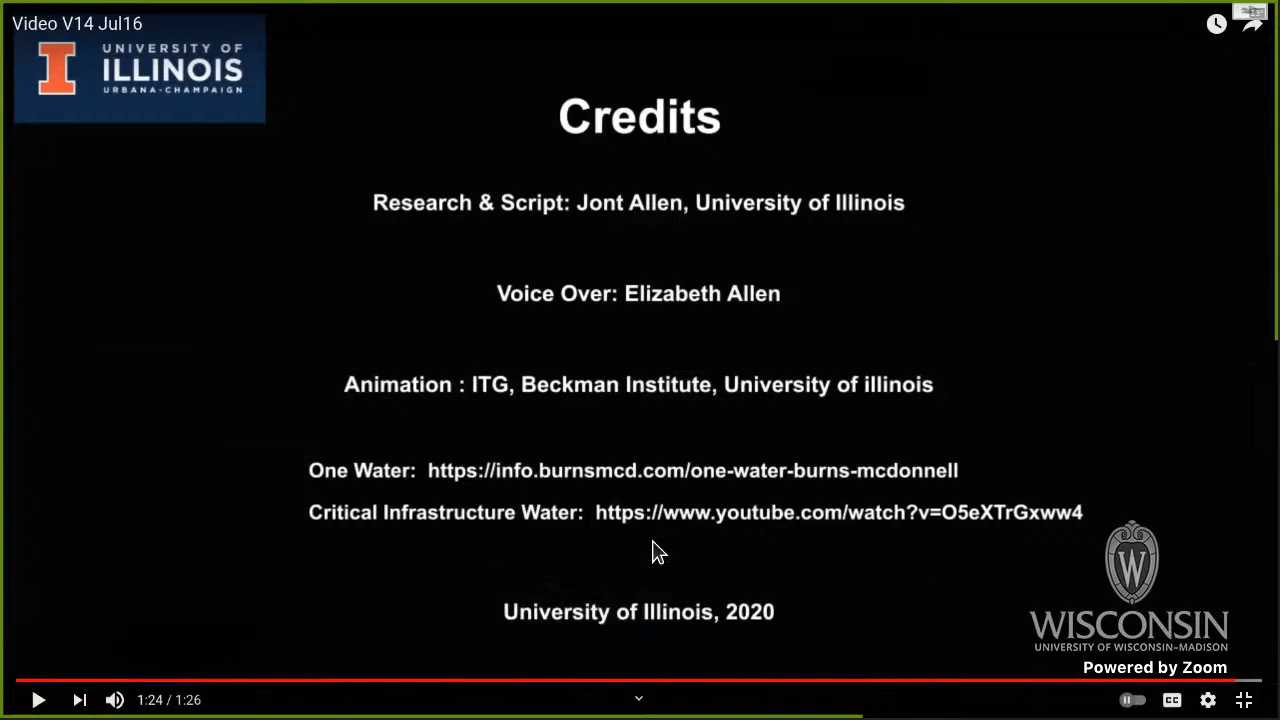 Video V14 Jul16
UNIVERSITY OF
ILLINOIS
URBANA-CHAMPAIGN
Credits
Research & Script: Jont Allen, University of Illinois
Voice Over: Elizabeth Allen
Animation : ITG, Beckman Institute, University of illinois
One Water: https://info.burnsmcd.com/one-water-burns-mcdonnell
Critical Infrastructure Water: https://www.youtube.com/watch?v=O5eXTrGxww4
University of Illinois, 2020
W
WISCONSIN
UNIVERSITY OF WISCONSIN–MADISON
Powered by Zoom
1:24 / 1:26
CC